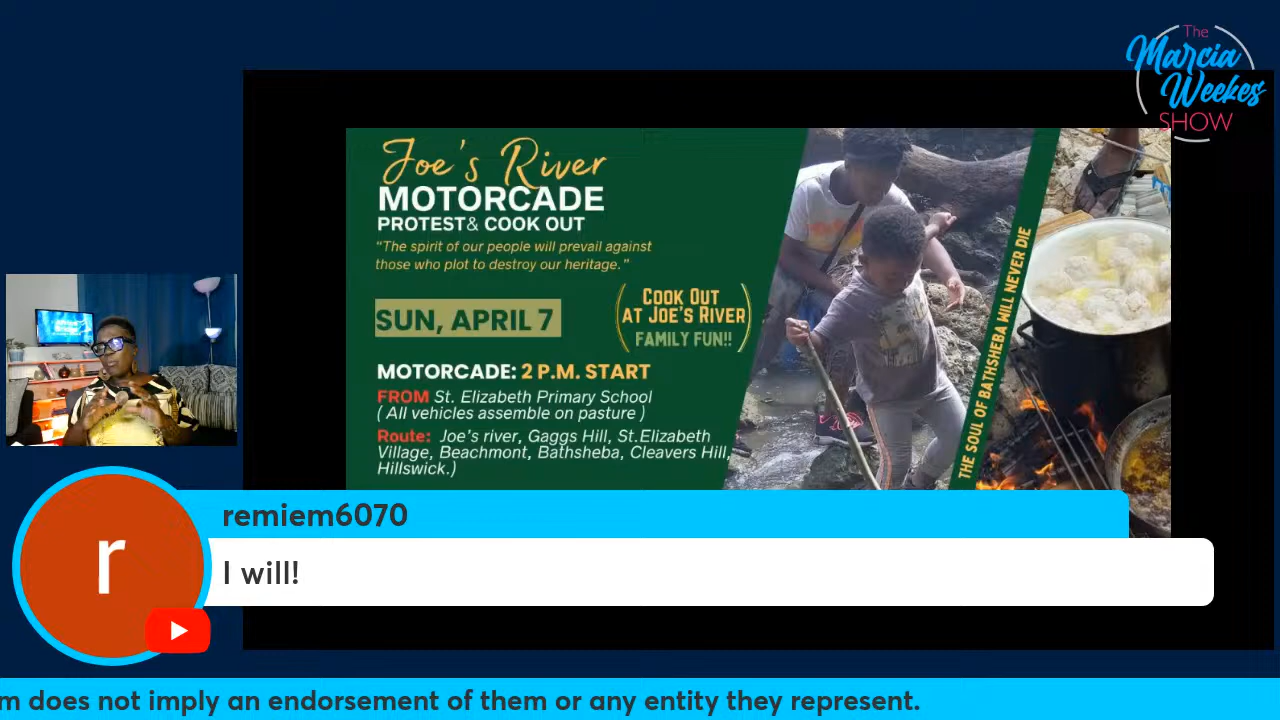 The
Marcia
Weekes
SHOW
Joe's River
MOTORCADE
PROTEST& COOK OUT
"The spirit of our people will prevail against
those who plot to destroy our heritage."
SUN, APRIL 7
COOK OUT
AT JOE'S RIVER
FAMILY FUN!!
MOTORCADE: 2 P.M. START
FROM St. Elizabeth Primary School
( All vehicles assemble on pasture )
Route: Joe's river, Gaggs Hill, St.Elizabeth
Village, Beachmont, Bathsheba, Cleavers Hill,
Hillswick.)
THE SOUL OF BATHSHEBA WILL NEVER DIE
r
remiem6070
I will!
m does not imply an endorsement of them or any entity they represent.